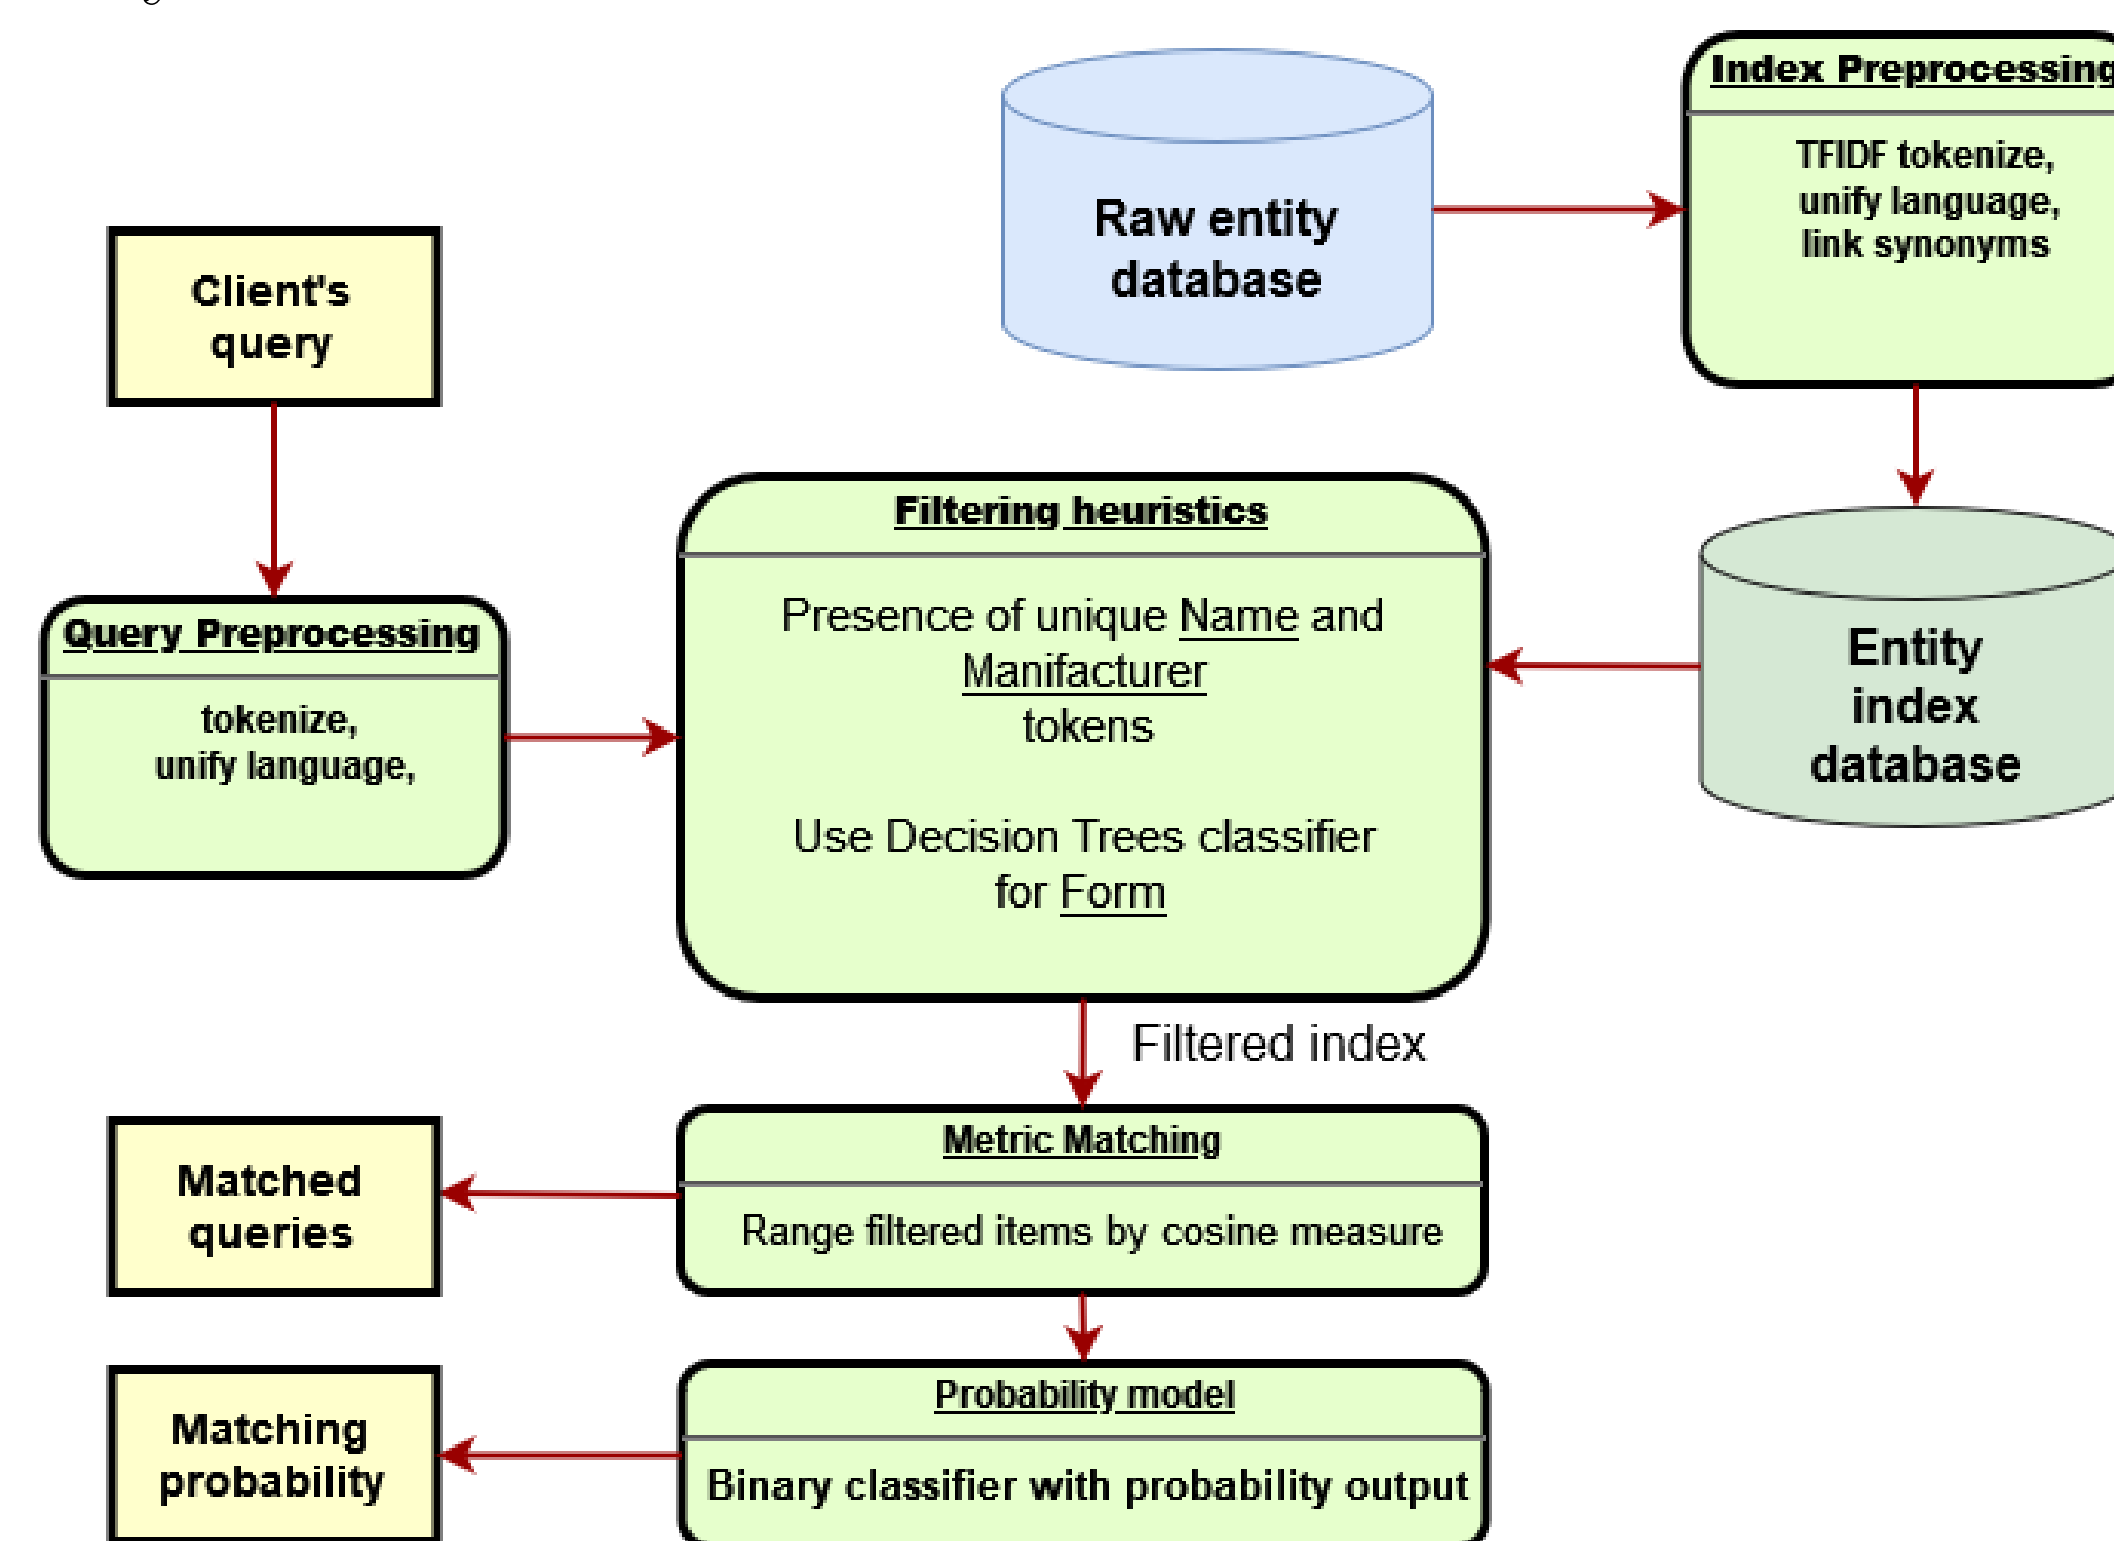 Raw entity
database
Index Preprocessing
TFIDF tokenize,
unify language,
link synonyms
Client's
query
Query Preprocessing
tokenize,
unify language,
Filtering heuristics
Presence of unique Name and
Manifacturer
tokens
Use Decision Trees classifier
for Form
Entity
index
database
Filtered index
Metric Matching
Range filtered items by cosine measure
Matched
queries
Probability model
Binary classifier with probability output
Matching
probability